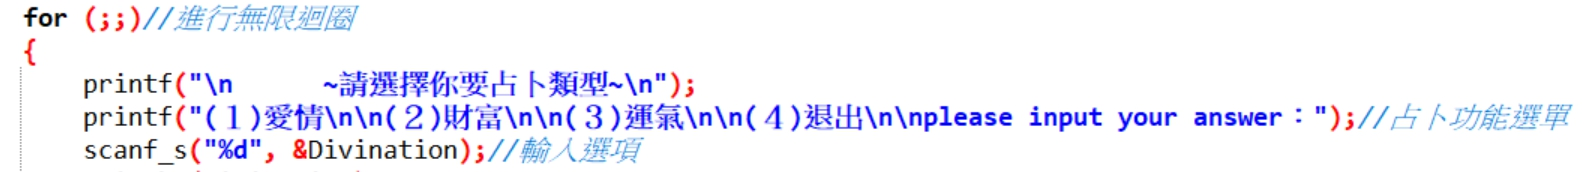 for (;;)//進行無限迴圈
{
printf("\n      ~請選擇你要占卜類型~\n");
printf("(１)愛情\n\n(２)財富\n\n(３)運氣\n\n(４)退出\n\nplease input your answer：");//占卜功能選單
scanf_s("%d", &Divination);//輸入選項